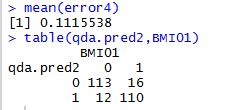 > mean(error4)
[1] 0.1115538
> table(qda.pred2,BMI01)
BMI01
qda.pred2 0 1
0 113 16
1 12 110